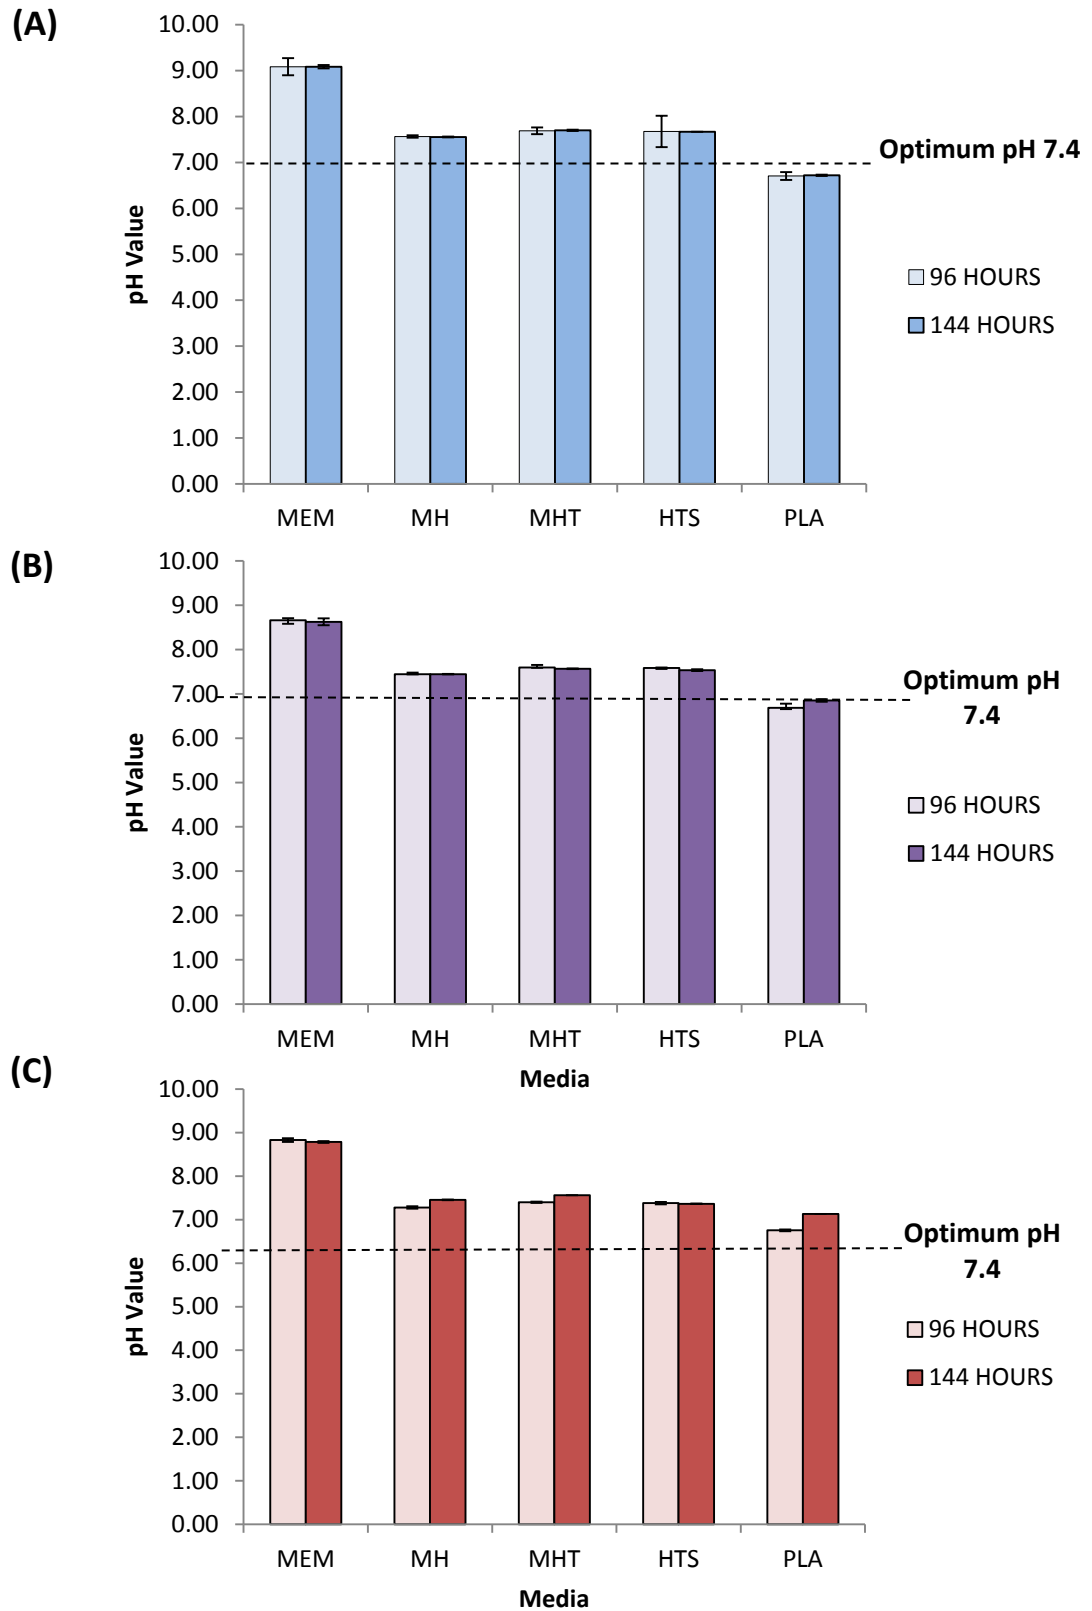 (A)
10.00
9.00
8.00
7.00
6.00
5.00
4.00
3.00
2.00
1.00
0.00
pH Value
MEM MH MHT HTS PLA
Optimum pH 7.4
96 HOURS
144 HOURS
(B)
10.00
9.00
8.00
7.00
6.00
5.00
4.00
3.00
2.00
1.00
0.00
pH Value
MEM MH MHT HTS PLA
Media
Optimum pH
7.4
96 HOURS
144 HOURS
(C)
10.00
9.00
8.00
7.00
6.00
5.00
4.00
3.00
2.00
1.00
0.00
pH Value
MEM MH MHT HTS PLA
Media
Optimum pH
7.4
96 HOURS
144 HOURS